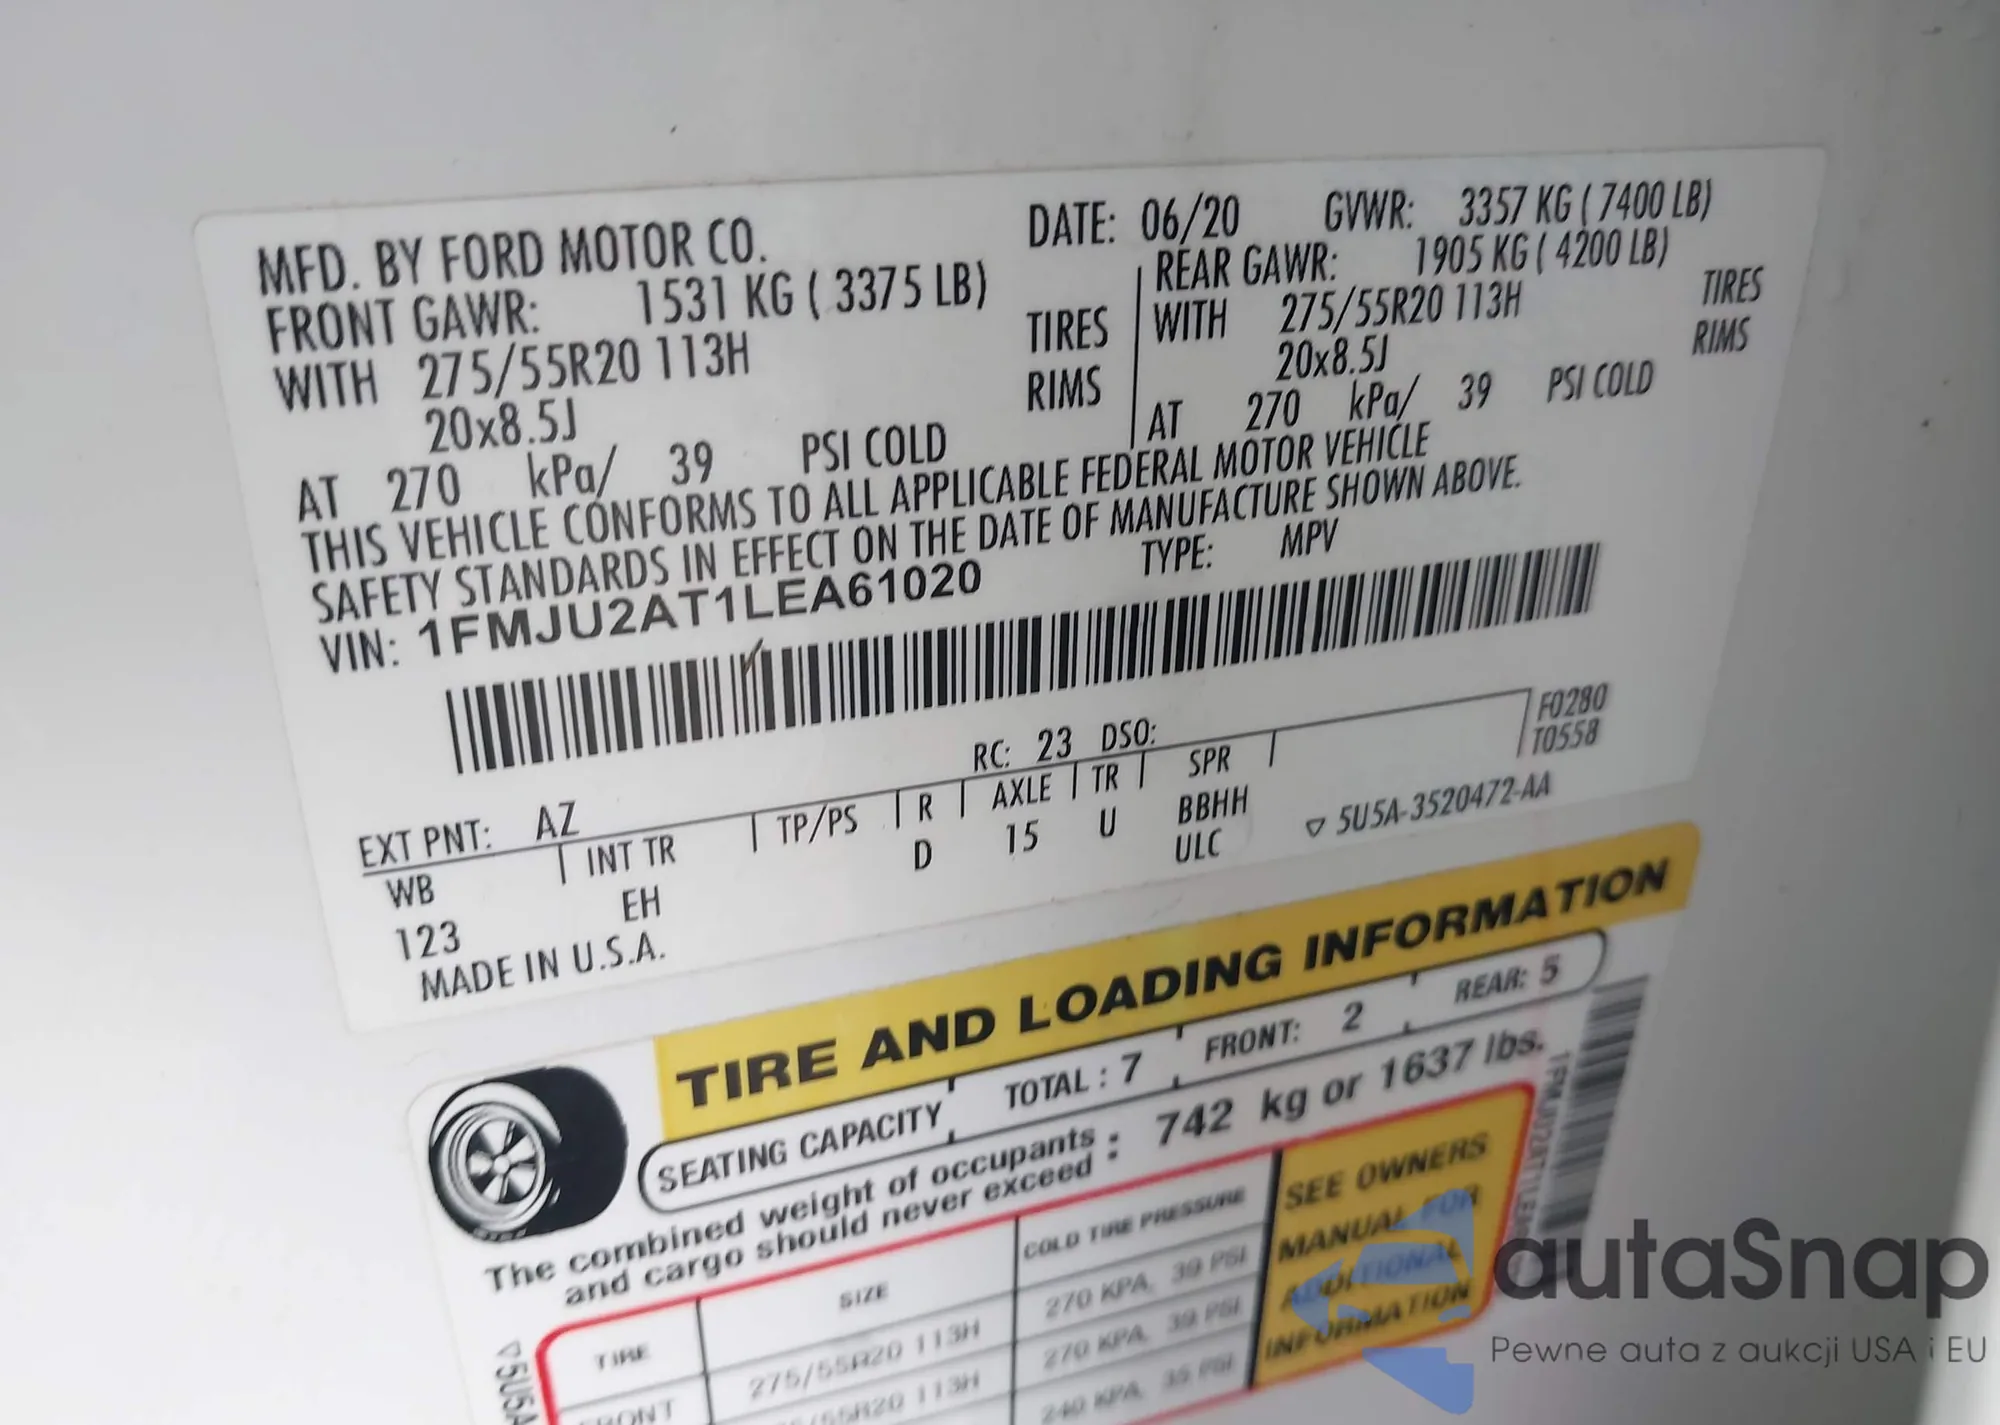 MFD. BY FORD MOTOR CO. DATE: 06/20 GVWR: 3357 KG ( 7400 LB)
FRONT GAWR: 1531 KG ( 3375 LB) REAR GAWR: 1905 KG ( 4200 LB)
WITH 275/55R20 113H TIRES WITH 275/55R20 113H TIRES
20x8.5J RIMS 20x8.5J RIMS
AT 270 kPa/ 39 PSI COLD AT 270 kPa/ 39 PSI COLD
THIS VEHICLE CONFORMS TO ALL APPLICABLE FEDERAL MOTOR VEHICLE
SAFETY STANDARDS IN EFFECT ON THE DATE OF MANUFACTURE SHOWN ABOVE.
VIN: 1FMJU2AT1LEA61020 TYPE: MPV
F0280
T0558
EXT PNT: AZ RC: 23 DSO:
WB INT TR TP/PS R AXLE TR SPR
123 EH D 15 U BBHH
ULC
MADE IN U.S.A. ▽ 5U5A-3520472-AA
TIRE AND LOADING INFORMATION
SEATING CAPACITY TOTAL : 7 FRONT: 2 REAR: 5
The combined weight of occupants
and cargo should never exceed : 742 kg or 1637 lbs.
TIRE SIZE COLD TIRE PRESSURE
FRONT 275/55R20 113H 270 KPA, 39 PSI
270 KPA, 39 PSI
240 KPA, 35 PSI
SEE OWNERS
MANUAL FOR
ADDITIONAL
INFORMATION
▽5U5A
autaSnap
Pewne auta z aukcji USA i EU